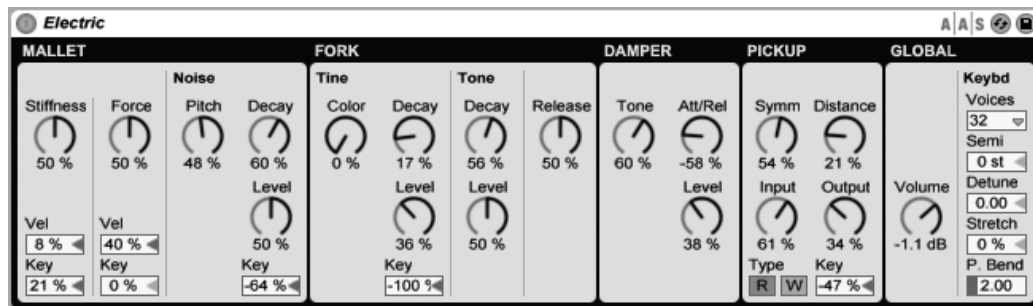 Electric
A|A|S
MALLET
FORK
DAMPER
PICKUP
GLOBAL
Noise
Tine
Tone
Keybd
Stiffness
Force
Pitch
Decay
Color
Decay
Decay
Release
Tone
Att/Rel
Symm
Distance
Voices
32
50 %
50 %
48 %
60 %
0 %
17 %
56 %
50 %
60 %
-58 %
54 %
21 %
Semi
0 st
Level
Level
Level
Level
Input
Output
Volume
Detune
0.00
Vel
Vel
50 %
36 %
50 %
38 %
61 %
34 %
-1.1 dB
Stretch
0 %
8 %
40 %
Key
Key
Key
Key
Type
Key
P. Bend
21 %
0 %
-64 %
-100 %
R
W
-47 %
2.00